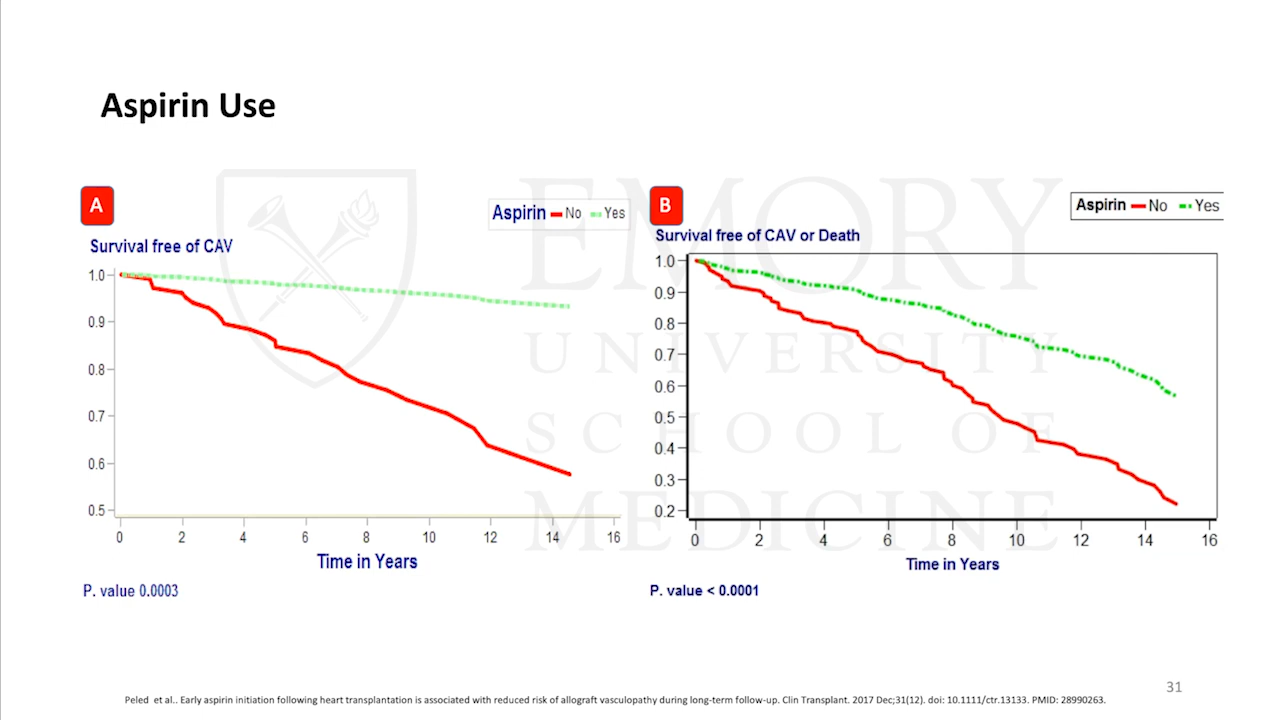 Aspirin Use
A
Aspirin No Yes
Survival free of CAV
1.0
0.9
0.8
0.7
0.6
0.5
0 2 4 6 8 10 12 14 16
Time in Years
P. value 0.0003
B
Aspirin No Yes
Survival free of CAV or Death
1.0
0.9
0.8
0.7
0.6
0.5
0.4
0.3
0.2
0 2 4 6 8 10 12 14 16
Time in Years
P. value < 0.0001
EMORY
UNIVERSITY
SCHOOL OF
MEDICINE
31
Peled et al.. Early aspirin initiation following heart transplantation is associated with reduced risk of allograft vasculopathy during long-term follow-up. Clin Transplant. 2017 Dec;31(12). doi: 10.1111/ctr.13133. PMID: 28990263.